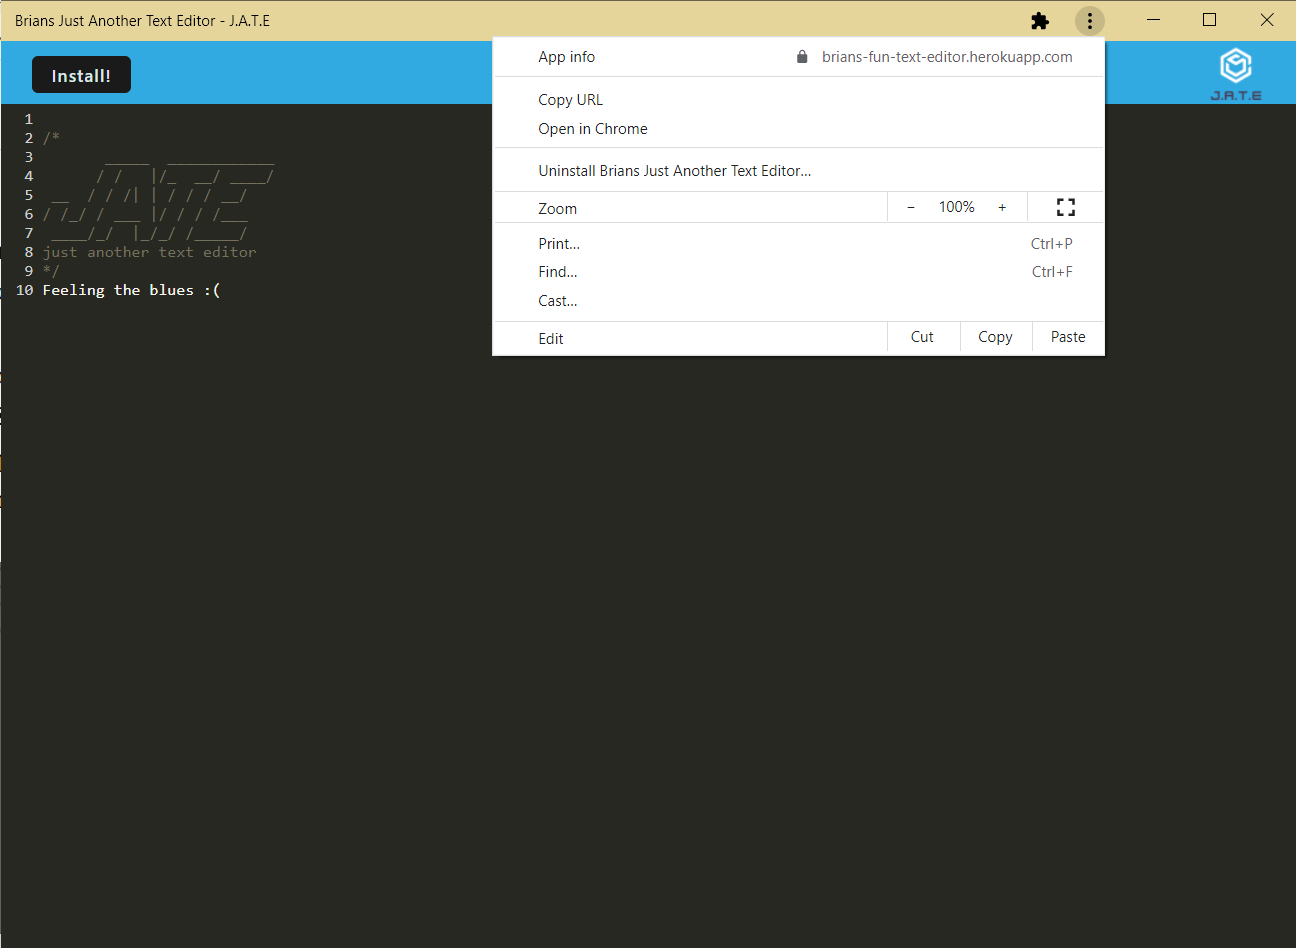 Brians Just Another Text Editor - J.A.T.E
Install!
J.A.T.E
App info brians-fun-text-editor.herokuapp.com
Copy URL
Open in Chrome
Uninstall Brians Just Another Text Editor...
Zoom - 100% +
Print... Ctrl+P
Find... Ctrl+F
Cast...
Edit Cut Copy Paste
1
2 /*
3        _____  ____________
4       / /   |/_  __/ ____/
5  __  / / /| | / / / __/
6 / /_/ / ___ |/ / / /___
7  ____/_/  |_/_/ /_____/
8 just another text editor
9 */
10 Feeling the blues :(